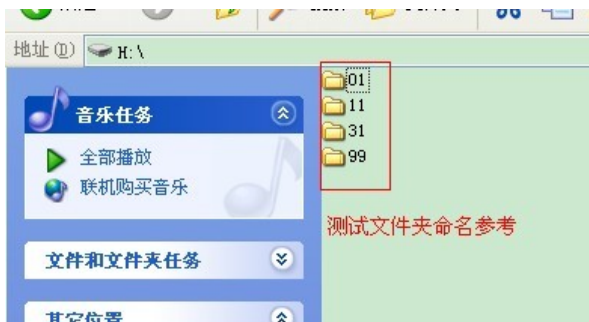 地址(D) H:\
音乐任务
全部播放
联机购买音乐
文件和文件夹任务
其它位置
01
11
31
99
测试文件夹命名参考